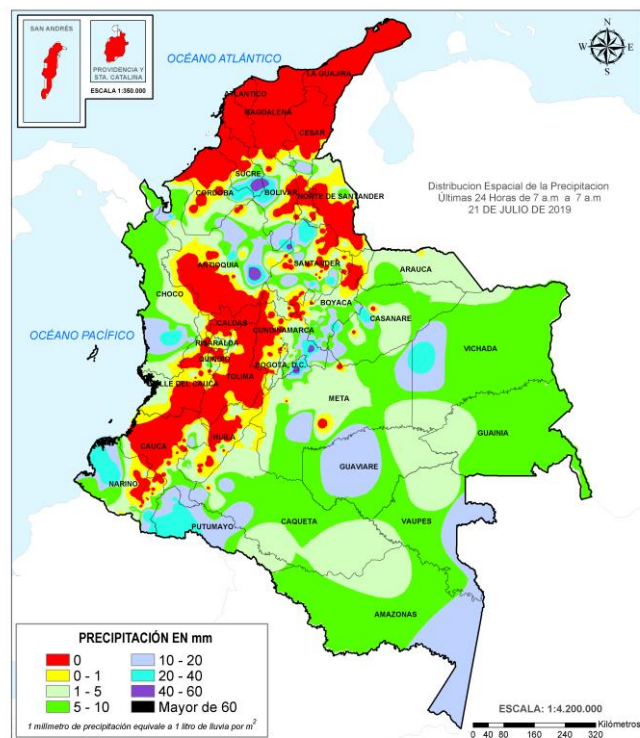 SAN ANDRÉS
PROVIDENCIA Y
STA. CATALINA
ESCALA 1:350.000
OCÉANO ATLÁNTICO
N
W E
S
LA GUAJIRA
ATLANTICO
MAGDALENA
CESAR
SUCRE
CORDOBA
BOLIVAR
NORTE DE SANTANDER
Distribucion Espacial de la Precipitacion
Últimas 24 Horas de 7 a.m a 7 a.m
21 DE JULIO DE 2019
ANTIOQUIA
SANTANDER
ARAUCA
CHOCO
BOYACA
OCÉANO PACÍFICO
CALDAS
CUNDINAMARCA
CASANARE
VICHADA
RISARALDA
QUINDIO
BOGOTA, D.C.
VALLE DEL CAUCA
TOLIMA
META
GUAINIA
CAUCA
HUILA
GUAVIARE
NARIÑO
PUTUMAYO
CAQUETA
VAUPES
AMAZONAS
PRECIPITACIÓN EN mm
0 10 - 20
0 - 1 20 - 40
1 - 5 40 - 60
5 - 10 Mayor de 60
1 milímetro de precipitación equivale a 1 litro de lluvia por m²
ESCALA: 1:4.200.000
Kilómetros
0 40 80 160 240 320